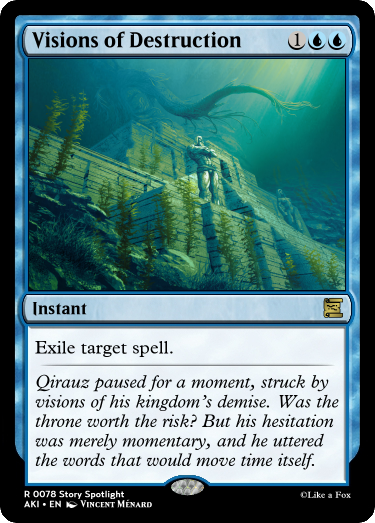 Visions of Destruction 1
Instant
Exile target spell.
Qirauz paused for a moment, struck by
visions of his kingdom's demise. Was the
throne worth the risk? But his hesitation
was merely momentary, and he uttered
the words that would move time itself.
R 0078 Story Spotlight
AKI • EN Vincent Ménard ©Like a Fox